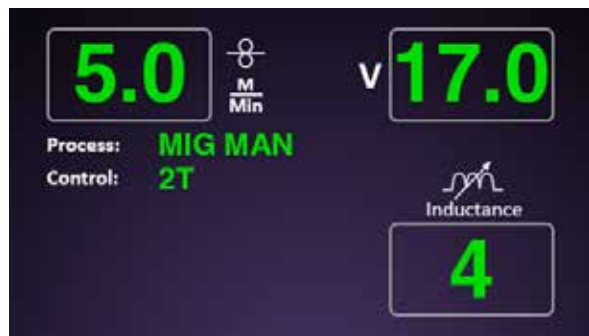 5.0
M
Min
V 17.0
Process: MIG MAN
Control: 2T
Inductance
4